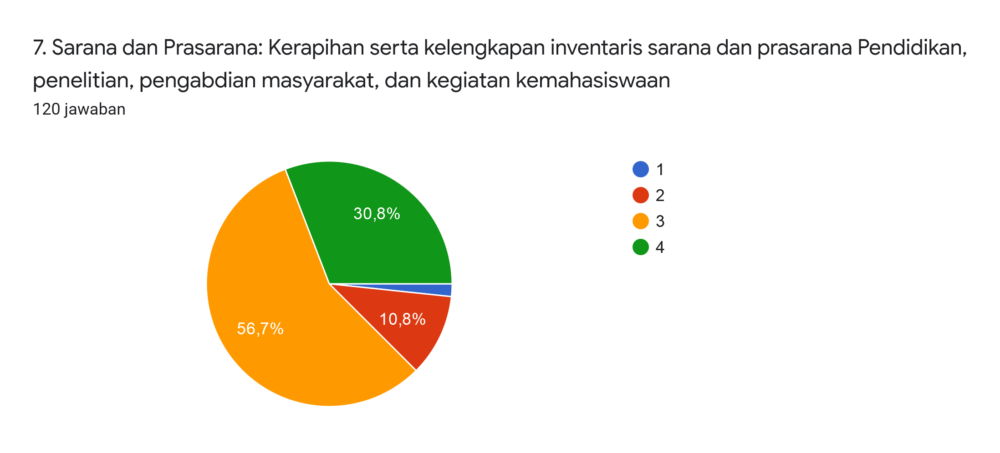 7. Sarana dan Prasarana: Kerapihan serta kelengkapan inventaris sarana dan prasarana Pendidikan,
penelitian, pengabdian masyarakat, dan kegiatan kemahasiswaan
120 jawaban
1
2
3
4
30,8%
10,8%
56,7%